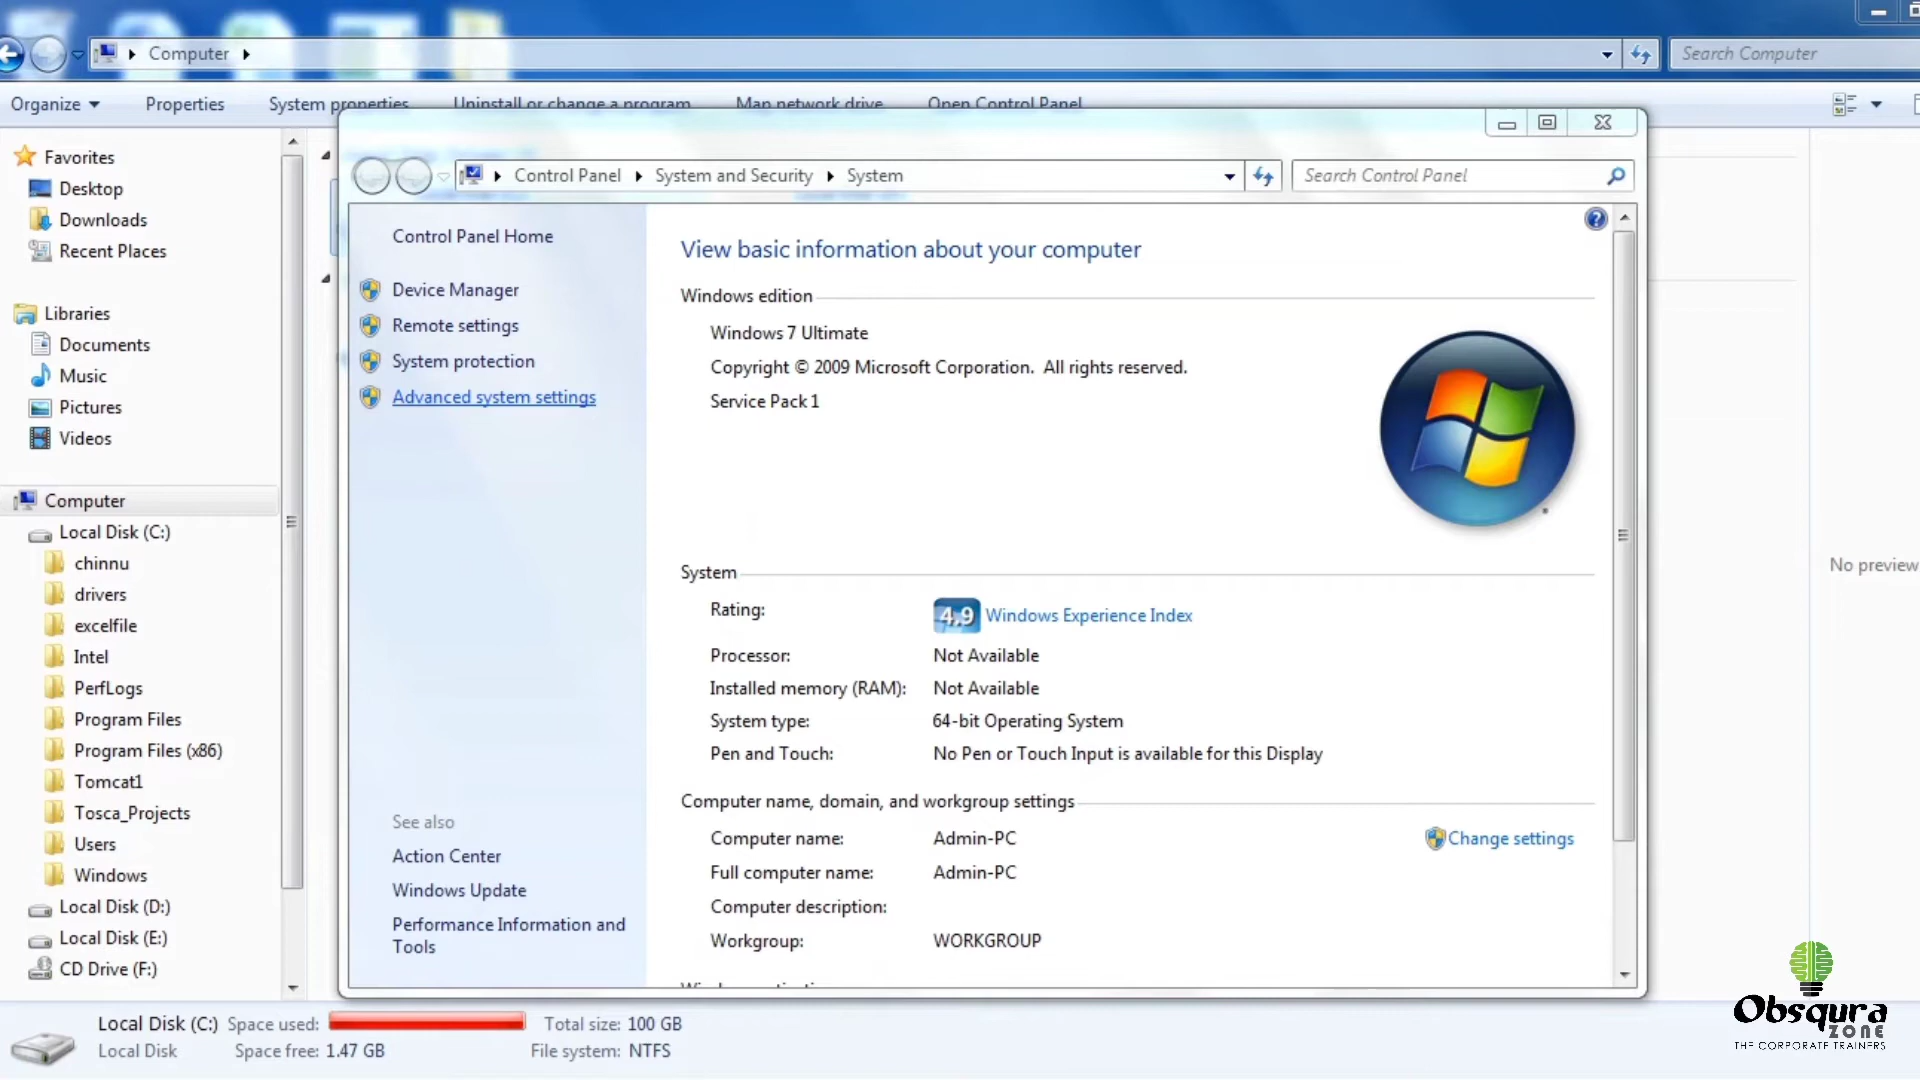 Computer
Search Computer
Organize
Properties
System properties
Uninstall or change a program
Map network drive
Open Control Panel
Favorites
Desktop
Downloads
Recent Places
Libraries
Documents
Music
Pictures
Videos
Computer
Local Disk (C:)
chinnu
drivers
excelfile
Intel
PerfLogs
Program Files
Program Files (x86)
Tomcat1
Tosca_Projects
Users
Windows
Local Disk (D:)
Local Disk (E:)
CD Drive (F:)
Control Panel System and Security System
Search Control Panel
Control Panel Home
Device Manager
Remote settings
System protection
Advanced system settings
See also
Action Center
Windows Update
Performance Information and
Tools
View basic information about your computer
Windows edition
Windows 7 Ultimate
Copyright © 2009 Microsoft Corporation. All rights reserved.
Service Pack 1
System
Rating: 4,9 Windows Experience Index
Processor: Not Available
Installed memory (RAM): Not Available
System type: 64-bit Operating System
Pen and Touch: No Pen or Touch Input is available for this Display
Computer name, domain, and workgroup settings
Computer name: Admin-PC
Change settings
Full computer name: Admin-PC
Computer description:
Workgroup: WORKGROUP
No preview
Local Disk (C:) Space used: Total size: 100 GB
Local Disk Space free: 1.47 GB File system: NTFS
Obsqura
ZONE
THE CORPORATE TRAINERS